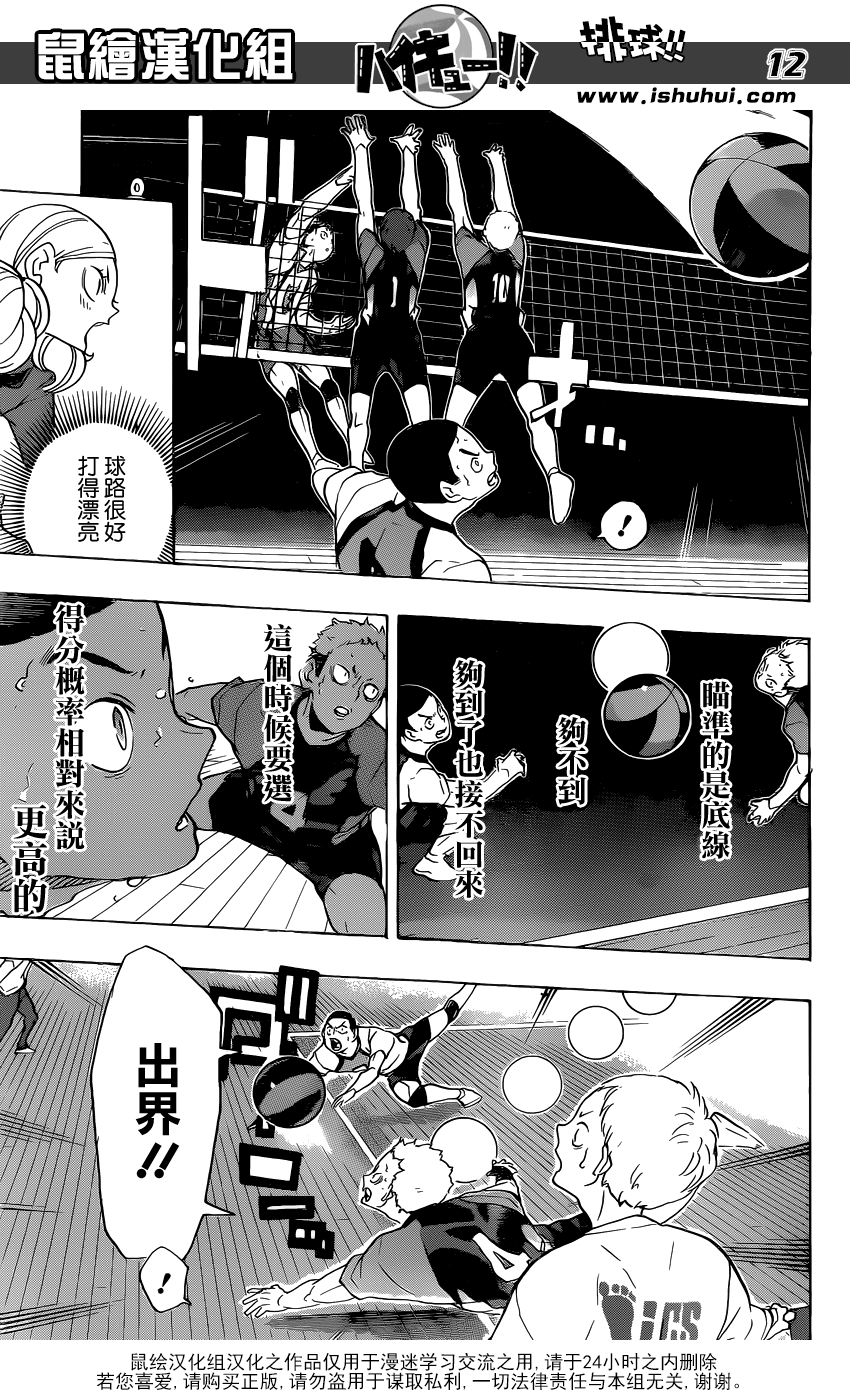 鼠繪漢化組
ハイキュー!!
排球!!
12
www.ishuhui.com
0
1
10
!
球路很好
打得漂亮
瞄準的是底線
夠不到
夠到了也接不回來
這個時候要選
4
得分概率相對來説
更高的
出界!!
!
iCS
鼠绘汉化组汉化之作品仅用于漫迷学习交流之用, 请于24小时之内删除
若您喜爱, 请购买正版, 请勿盗用于谋取私利, 一切法律责任与本组无关, 谢谢。